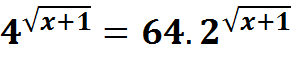 4^√(x+1) = 64.2^√(x+1)